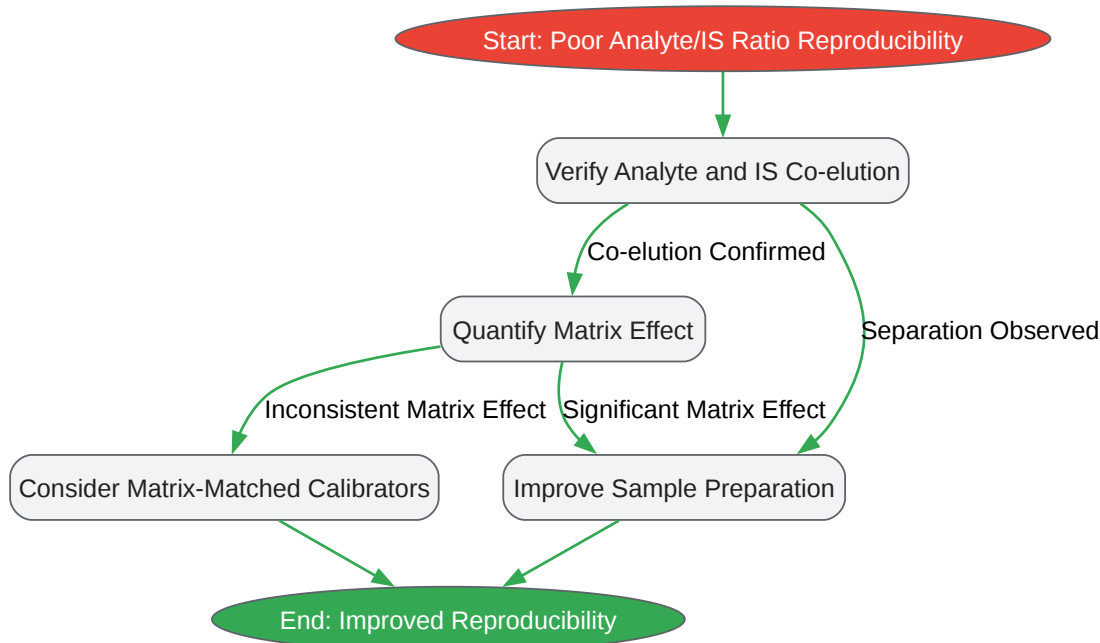 Start: Poor Analyte/IS Ratio Reproducibility
Verify Analyte and IS Co-elution
Co-elution Confirmed
Quantify Matrix Effect
Separation Observed
Inconsistent Matrix Effect
Significant Matrix Effect
Consider Matrix-Matched Calibrators
Improve Sample Preparation
End: Improved Reproducibility